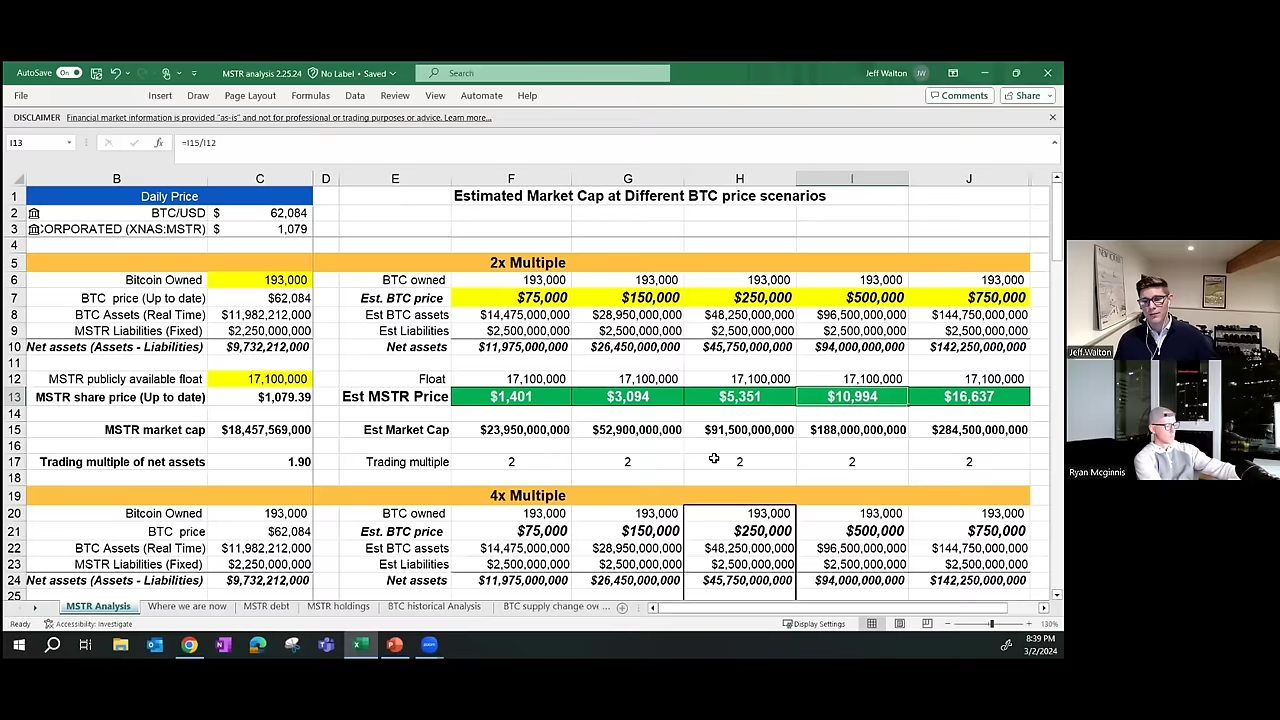 AutoSave On MSTR analysis 2.25.24 No Label • Saved Search Jeff Walton JW
File Insert Draw Page Layout Formulas Data Review View Automate Help Comments Share
DISCLAIMER Financial market information is provided "as-is" and not for professional or trading purposes or advice. Learn more...
I13 fx =I15/I12
B C D E F G H I J
1 Daily Price Estimated Market Cap at Different BTC price scenarios
2 BTC/USD $ 62,084
3 CORPORATED (XNAS:MSTR) $ 1,079
4
5 2x Multiple
6 Bitcoin Owned 193,000 BTC owned 193,000 193,000 193,000 193,000 193,000
7 BTC price (Up to date) $62,084 Est. BTC price $75,000 $150,000 $250,000 $500,000 $750,000
8 BTC Assets (Real Time) $11,982,212,000 Est BTC assets $14,475,000,000 $28,950,000,000 $48,250,000,000 $96,500,000,000 $144,750,000,000
9 MSTR Liabilities (Fixed) $2,250,000,000 Est Liabilities $2,500,000,000 $2,500,000,000 $2,500,000,000 $2,500,000,000 $2,500,000,000
10 Net assets (Assets - Liabilities) $9,732,212,000 Net assets $11,975,000,000 $26,450,000,000 $45,750,000,000 $94,000,000,000 $142,250,000,000
11
12 MSTR publicly available float 17,100,000 Float 17,100,000 17,100,000 17,100,000 17,100,000 17,100,000
13 MSTR share price (Up to date) $1,079.39 Est MSTR Price $1,401 $3,094 $5,351 $10,994 $16,637
14
15 MSTR market cap $18,457,569,000 Est Market Cap $23,950,000,000 $52,900,000,000 $91,500,000,000 $188,000,000,000 $284,500,000,000
16
17 Trading multiple of net assets 1.90 Trading multiple 2 2 2 2 2
18
19 4x Multiple
20 Bitcoin Owned 193,000 BTC owned 193,000 193,000 193,000 193,000 193,000
21 BTC price $62,084 Est. BTC price $75,000 $150,000 $250,000 $500,000 $750,000
22 BTC Assets (Real Time) $11,982,212,000 Est BTC assets $14,475,000,000 $28,950,000,000 $48,250,000,000 $96,500,000,000 $144,750,000,000
23 MSTR Liabilities (Fixed) $2,250,000,000 Est Liabilities $2,500,000,000 $2,500,000,000 $2,500,000,000 $2,500,000,000 $2,500,000,000
24 Net assets (Assets - Liabilities) $9,732,212,000 Net assets $11,975,000,000 $26,450,000,000 $45,750,000,000 $94,000,000,000 $142,250,000,000
25
MSTR Analysis Where we are now MSTR debt MSTR holdings BTC historical Analysis BTC supply change ove ...
Ready Accessibility: Investigate Display Settings 130%
8:39 PM
3/2/2024
Jeff.Walton
Ryan Mcginnis